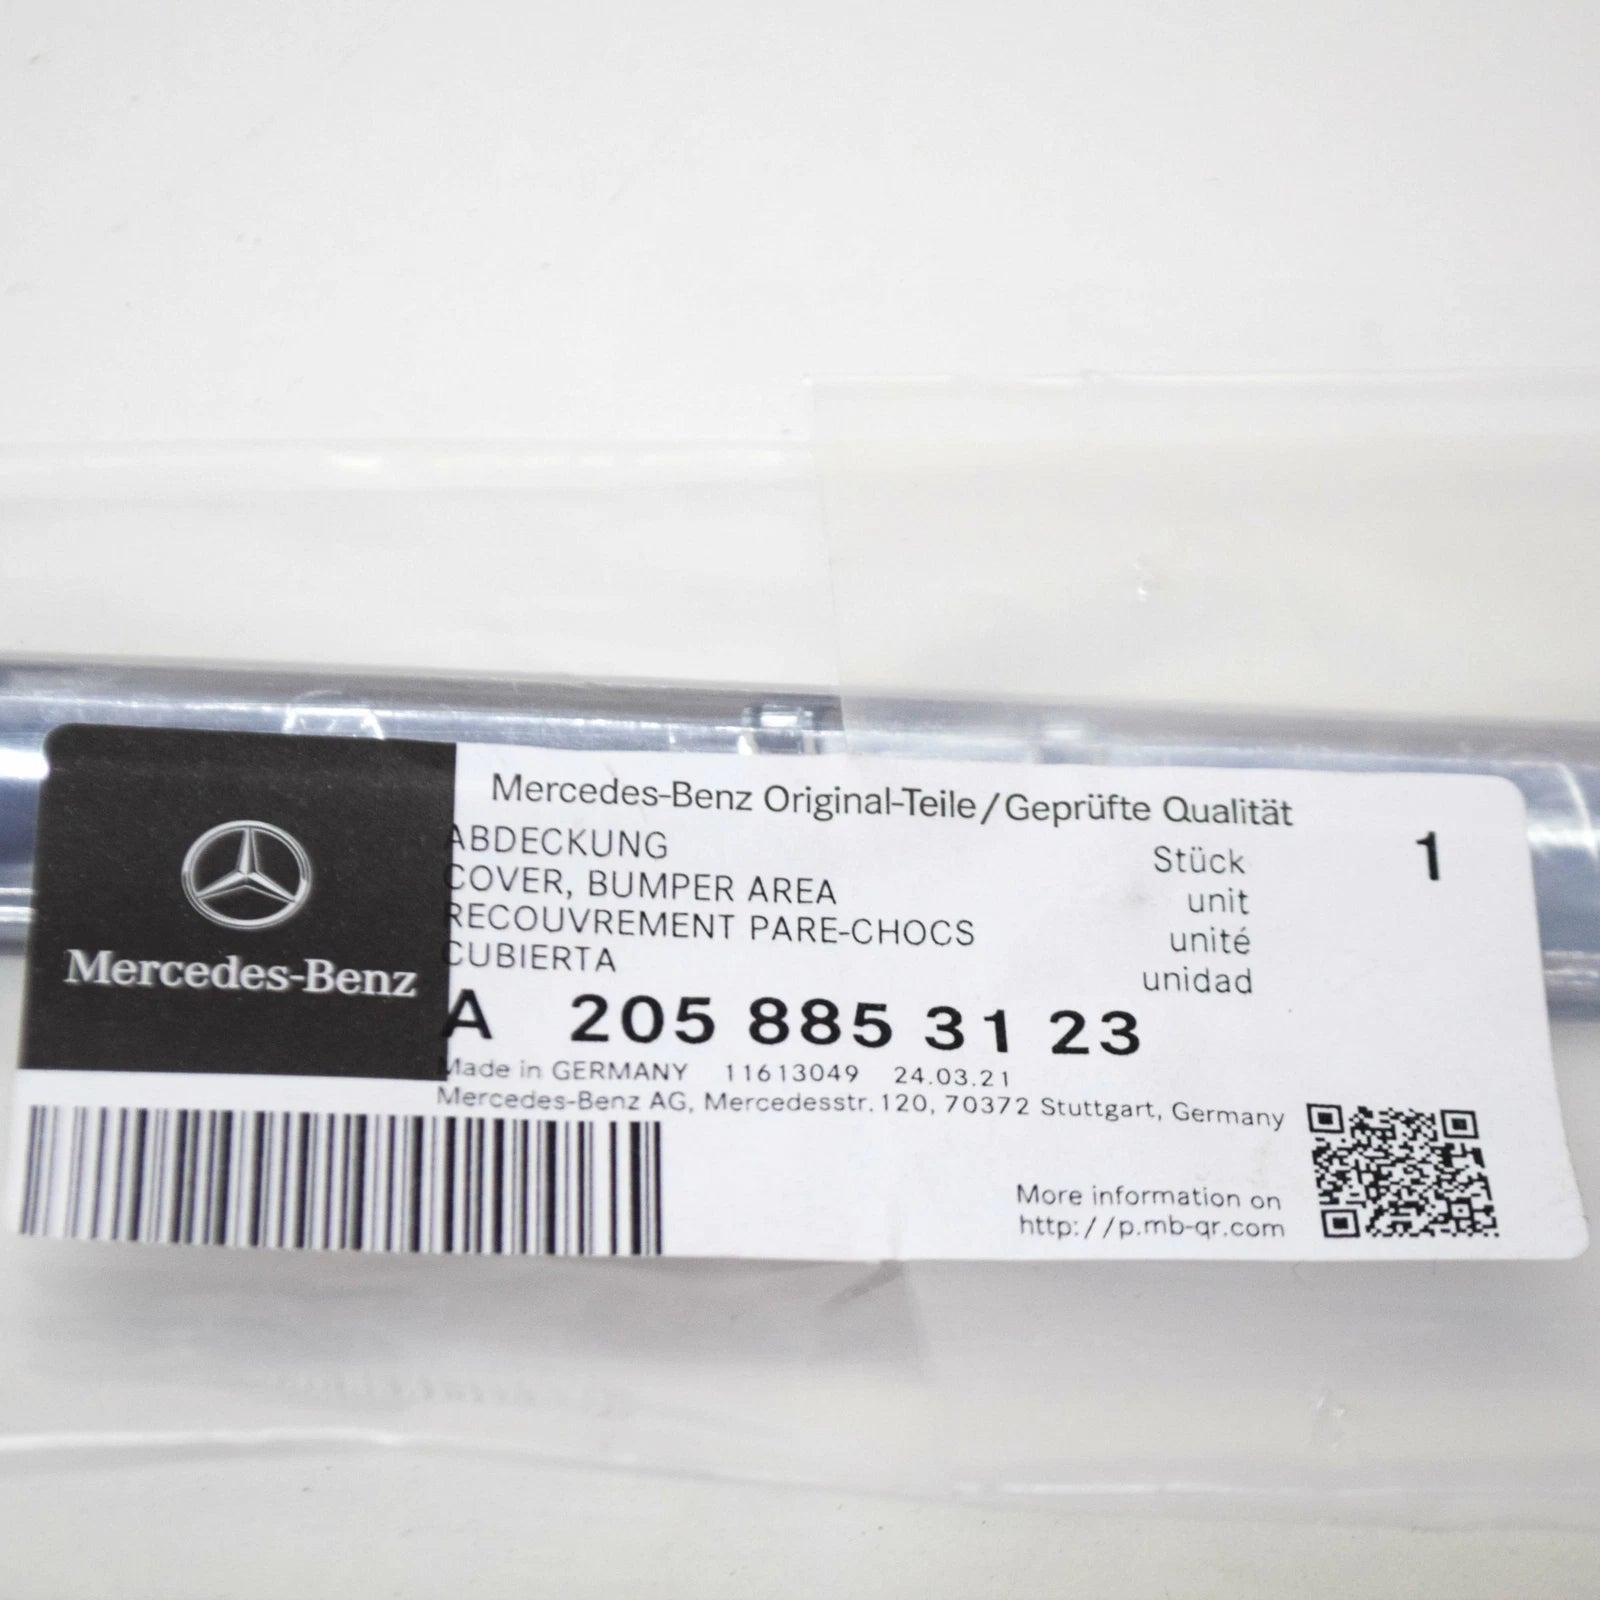 Mercedes-Benz
Mercedes-Benz Original-Teile/Geprüfte Qualität
ABDECKUNG
COVER, BUMPER AREA
RECOUVREMENT PARE-CHOCS
CUBIERTA
Stück 1
unit
unité
unidad
A 205 885 31 23
Made in GERMANY 11613049 24.03.21
Mercedes-Benz AG, Mercedesstr. 120, 70372 Stuttgart, Germany
More information on
http://p.mb-qr.com